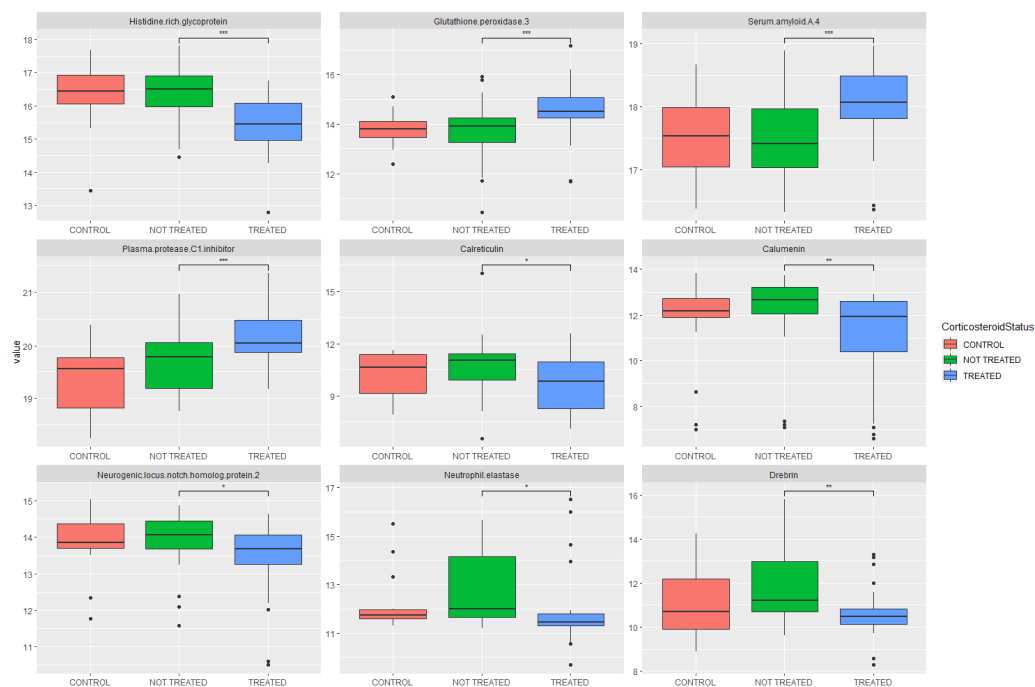 Histidine.rich.glycoprotein
***
18
17
16
15
14
13
CONTROL NOT TREATED TREATED
Glutathione.peroxidase.3
***
16
14
12
CONTROL NOT TREATED TREATED
Serum.amyloid.A.4
***
19
18
17
CONTROL NOT TREATED TREATED
value
Plasma.protease.C1.inhibitor
***
21
20
19
CONTROL NOT TREATED TREATED
Calreticulin
*
15
12
9
CONTROL NOT TREATED TREATED
Calumenin
**
14
12
10
8
CONTROL NOT TREATED TREATED
Neurogenic.locus.notch.homolog.protein.2
*
15
14
13
12
11
CONTROL NOT TREATED TREATED
Neutrophil.elastase
*
17
15
13
11
CONTROL NOT TREATED TREATED
Drebrin
**
16
14
12
10
8
CONTROL NOT TREATED TREATED
CorticosteroidStatus
CONTROL
NOT TREATED
TREATED